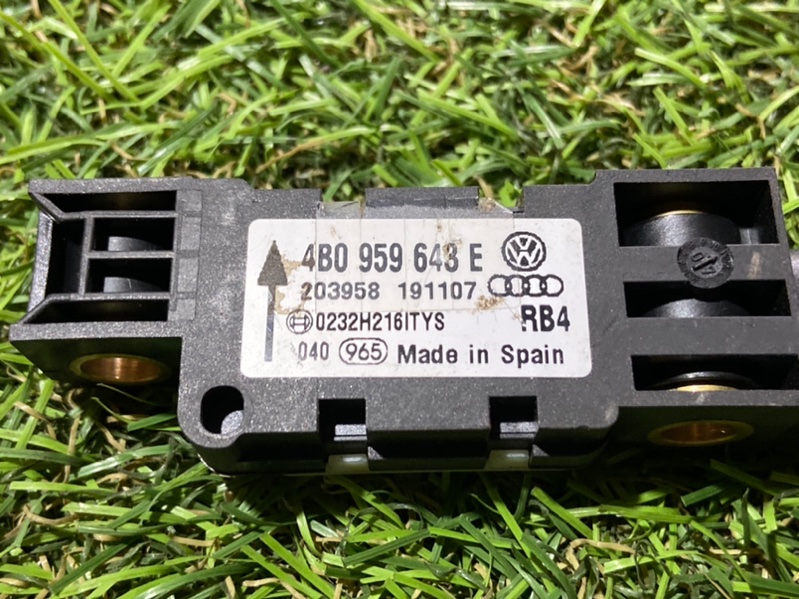 4B0 959 643 E
203958 191107
0232H216ITYS RB4
040 965 Made in Spain